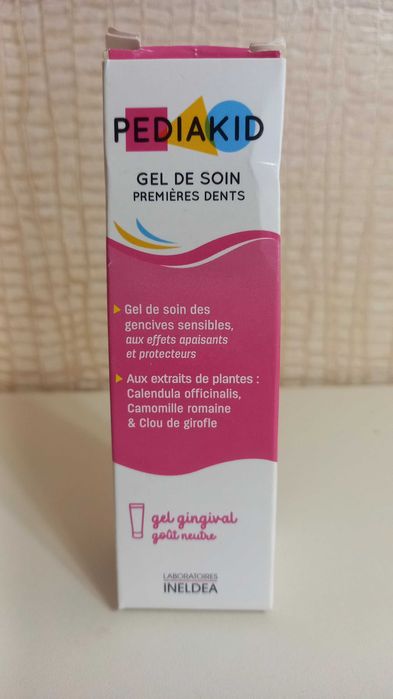 PEDIAKID
GEL DE SOIN
PREMIÈRES DENTS
Gel de soin des
gencives sensibles,
aux effets apaisants
et protecteurs
Aux extraits de plantes :
Calendula officinalis,
Camomille romaine
& Clou de girofle
gel gingival
goût neutre
LABORATOIRES
INELDEA